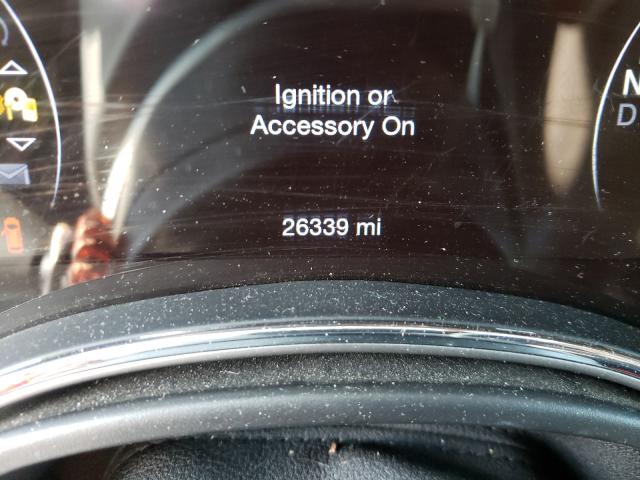 Ignition or
Accessory On
N
D
26339 mi